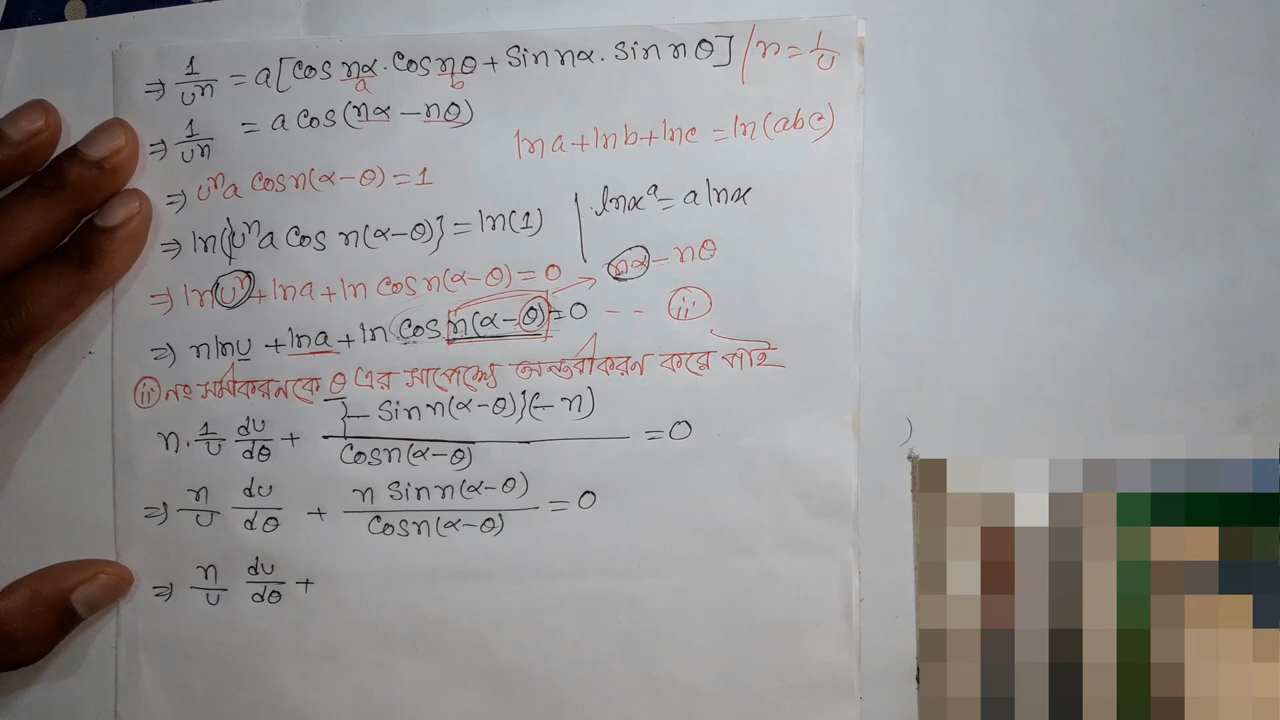 ⇒ 1/uⁿ = a[cos nα . cos nθ + sin nα . sin nθ] / n = 1/u
a b
⇒ 1/uⁿ = a cos(nα - nθ)
ln a + ln b + ln c = ln(abc)
⇒ uⁿ a cos n(α-θ) = 1
⇒ ln{uⁿ a cos n(α-θ)} = ln(1) | ln xᵃ = a ln x
⇒ ln uⁿ + ln a + ln cos n(α-θ) = 0 → nα - nθ
⇒ n ln u + ln a + ln cos n(α-θ) = 0 - - (ii)
(ii) নং সমীকরনকে θ এর সাপেক্ষে অন্তরীকরন করে পাই
n . 1/u du/dθ + {- sin n(α-θ)}(-n) / cos n(α-θ) = 0
⇒ n/u du/dθ + n sin n(α-θ) / cos n(α-θ) = 0
⇒ n/u du/dθ +
)